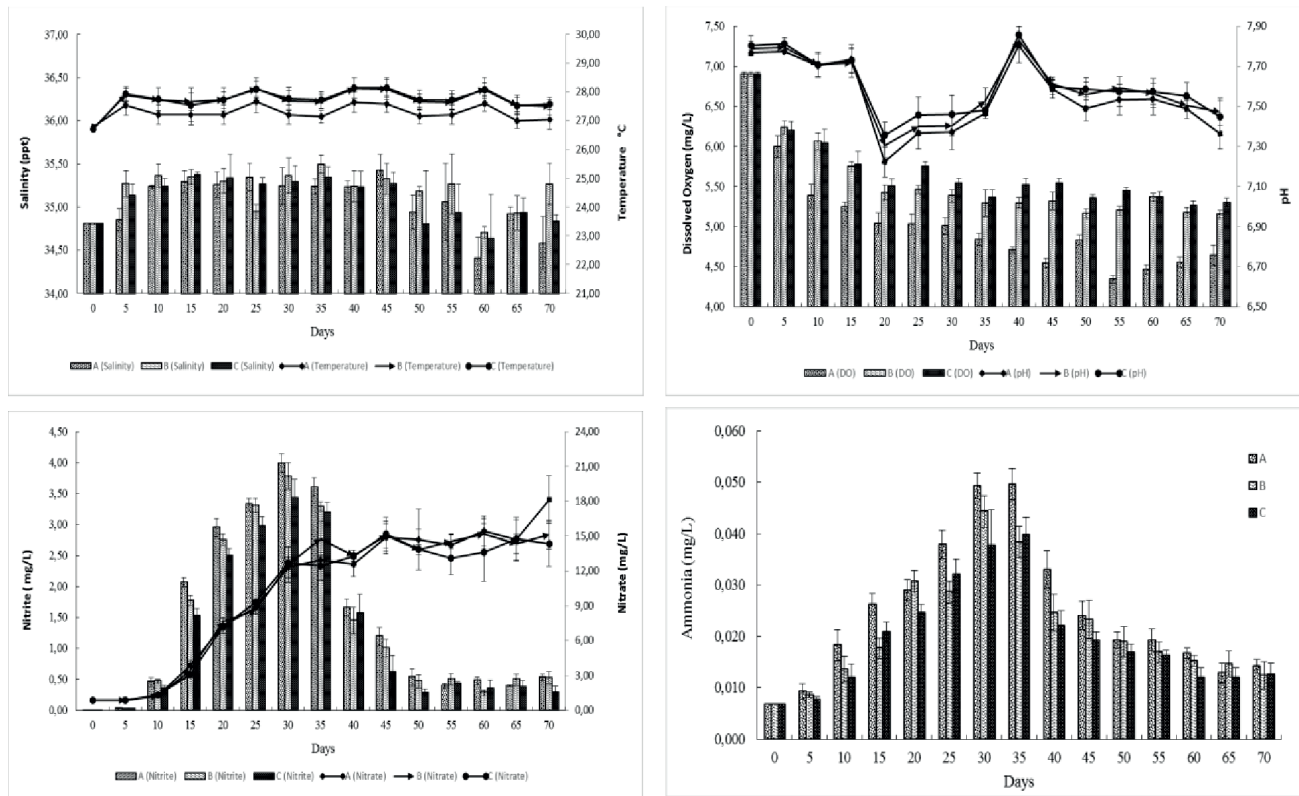 37,00
36,50
36,00
35,50
35,00
34,50
34,00
Salinity (ppt)
30,00
29,00
28,00
27,00
26,00
25,00
24,00
23,00
22,00
21,00
Temperature °C
0 5 10 15 20 25 30 35 40 45 50 55 60 65 70
Days
A (Salinity) B (Salinity) C (Salinity) A (Temperature) B (Temperature) C (Temperature)
7,50
7,00
6,50
6,00
5,50
5,00
4,50
4,00
Dissolved Oxygen (mg/L)
7,90
7,70
7,50
7,30
7,10
6,90
6,70
6,50
pH
0 5 10 15 20 25 30 35 40 45 50 55 60 65 70
Days
A (DO) B (DO) C (DO) A (pH) B (pH) C (pH)
4,50
4,00
3,50
3,00
2,50
2,00
1,50
1,00
0,50
0,00
Nitrite ( mg/L)
24,00
21,00
18,00
15,00
12,00
9,00
6,00
3,00
0,00
Nitrate (mg/L)
0 5 10 15 20 25 30 35 40 45 50 55 60 65 70
Days
A (Nitrite) B (Nitrite) C (Nitrite) A (Nitrate) B (Nitrate) C (Nitrate)
0,060
0,050
0,040
0,030
0,020
0,010
0,000
Ammonia (mg/L)
A
B
C
0 5 10 15 20 25 30 35 40 45 50 55 60 65 70
Days